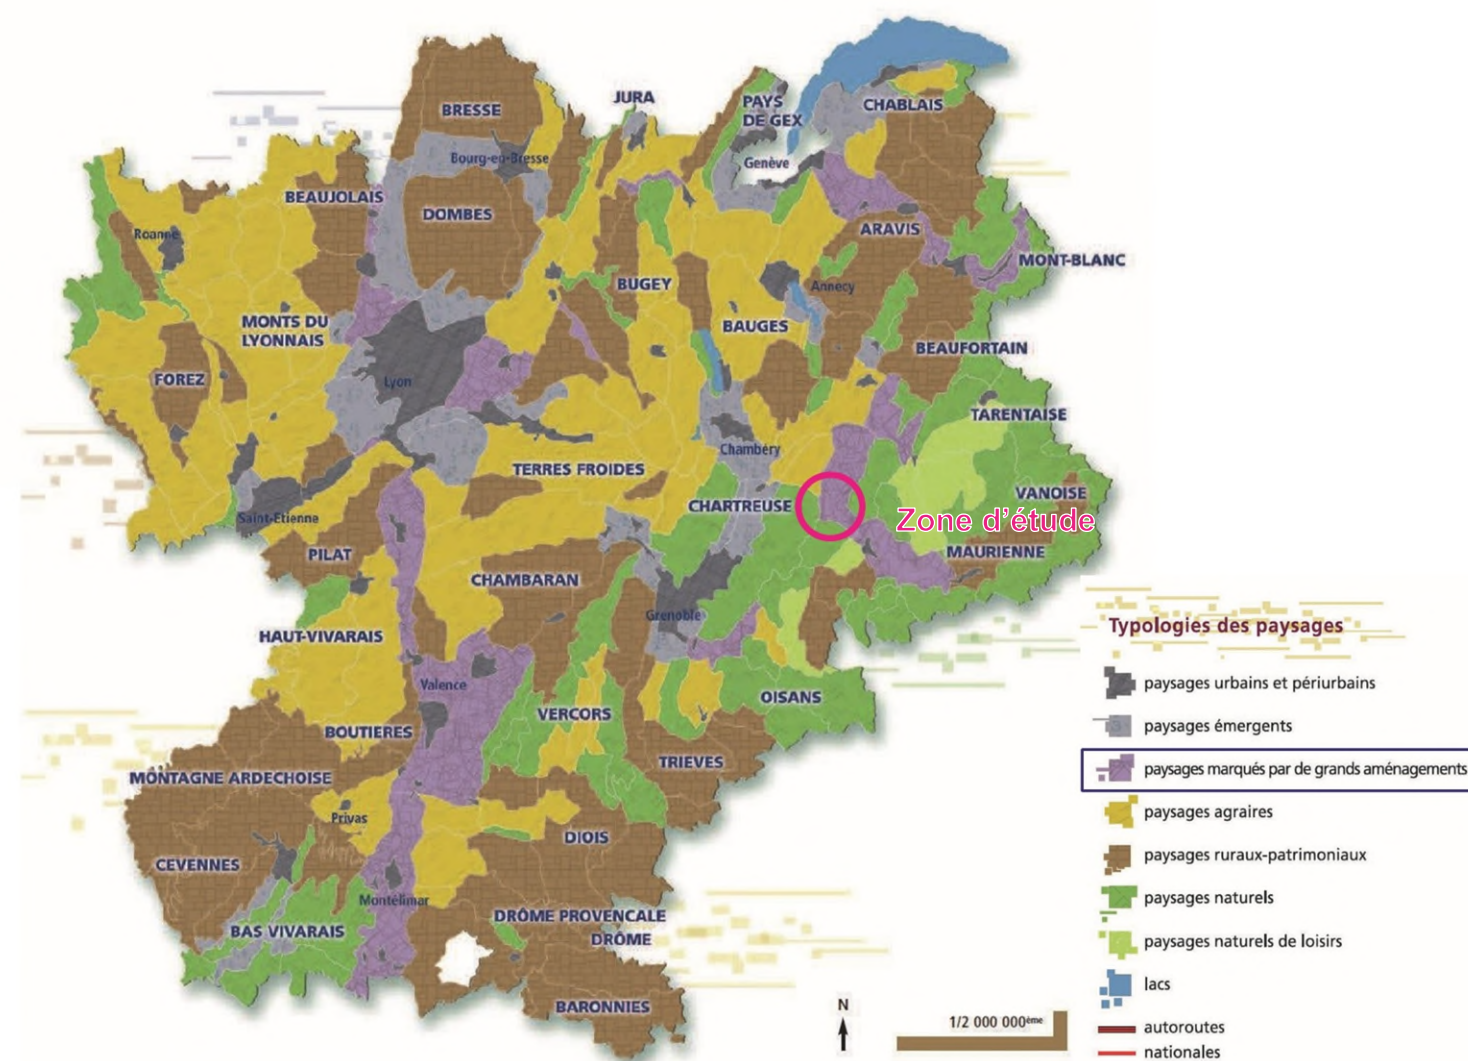 BRESSE
JURA
PAYS
DE GEX
CHABLAIS
Bourg-en-Bresse
Genève
BEAUJOLAIS
DOMBES
Roanne
ARAVIS
MONT-BLANC
BUGEY
Annecy
MONTS DU
LYONNAIS
BAUGES
BEAUFORTAIN
FOREZ
Lyon
TARENTAISE
Chambéry
TERRES FROIDES
VANOISE
CHARTREUSE
Zone d'étude
Saint-Etienne
MAURIENNE
PILAT
CHAMBARAN
Grenoble
HAUT-VIVARAIS
Typologies des paysages
Valence
paysages urbains et périurbains
OISANS
VERCORS
paysages émergents
BOUTIERES
TRIEVES
paysages marqués par de grands aménagements
MONTAGNE ARDECHOISE
Privas
paysages agraires
DIOIS
CEVENNES
paysages ruraux-patrimoniaux
Montélimar
paysages naturels
DRÔME PROVENCALE
BAS VIVARAIS
DRÔME
paysages naturels de loisirs
lacs
BARONNIES
N
1/2 000 000ème
autoroutes
nationales